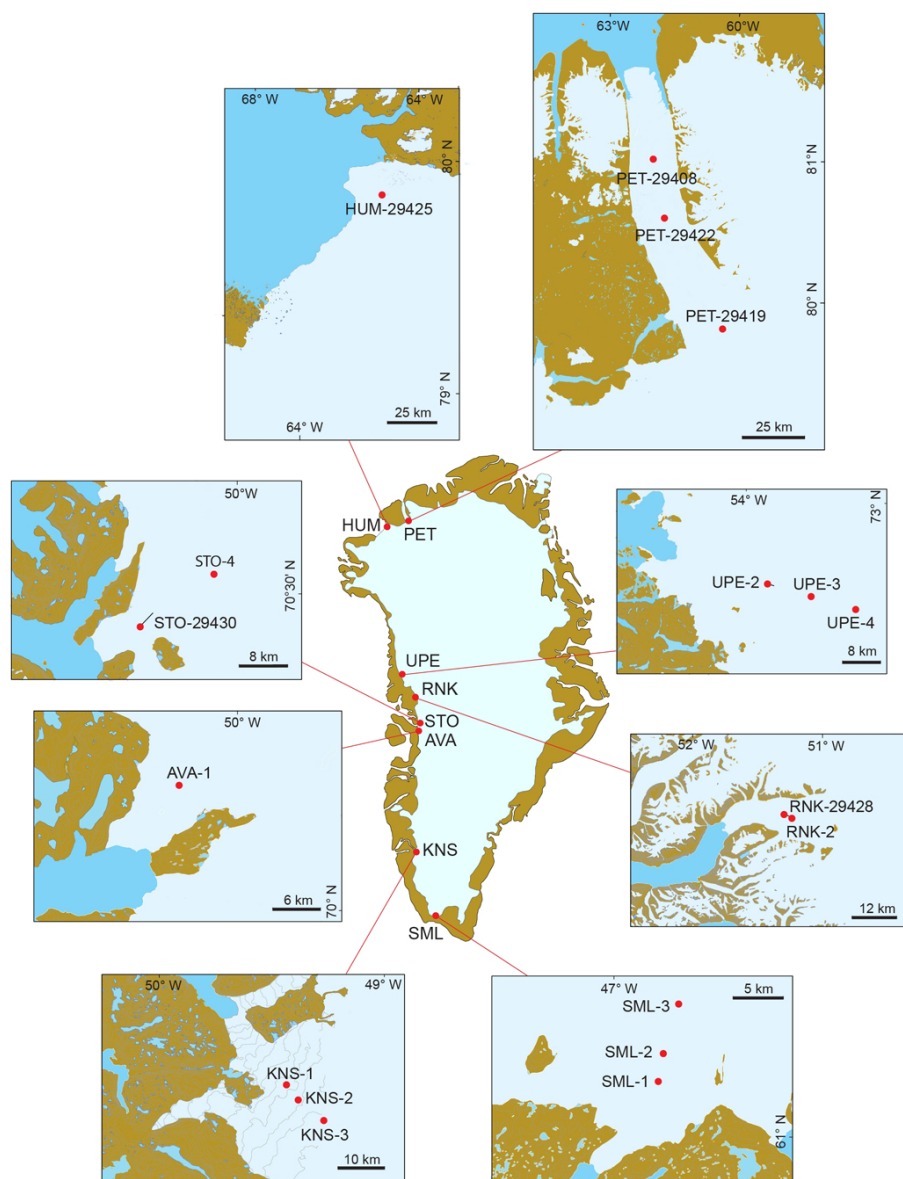 63° W
60° W
68° W
64° W
80° N
81° N
HUM-29425
PET-29408
PET-29422
80° N
PET-29419
79° N
25 km
64° W
25 km
50°W
54° W
73° N
HUM
PET
STO-4
70°30' N
UPE-2
UPE-3
UPE-4
STO-29430
8 km
8 km
UPE
RNK
50° W
STO
AVA
52° W
51° W
AVA-1
RNK-29428
RNK-2
KNS
6 km
70° N
12 km
SML
50° W
49° W
47° W
5 km
SML-3
KNS-1
SML-2
KNS-2
SML-1
KNS-3
61° N
10 km